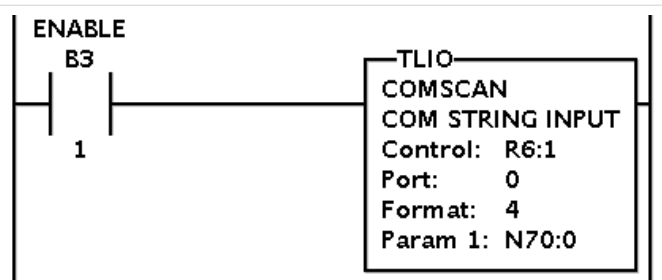 ENABLE
B3
1
TLIO
COMSCAN
COM STRING INPUT
Control: R6:1
Port: 0
Format: 4
Param 1: N70:0